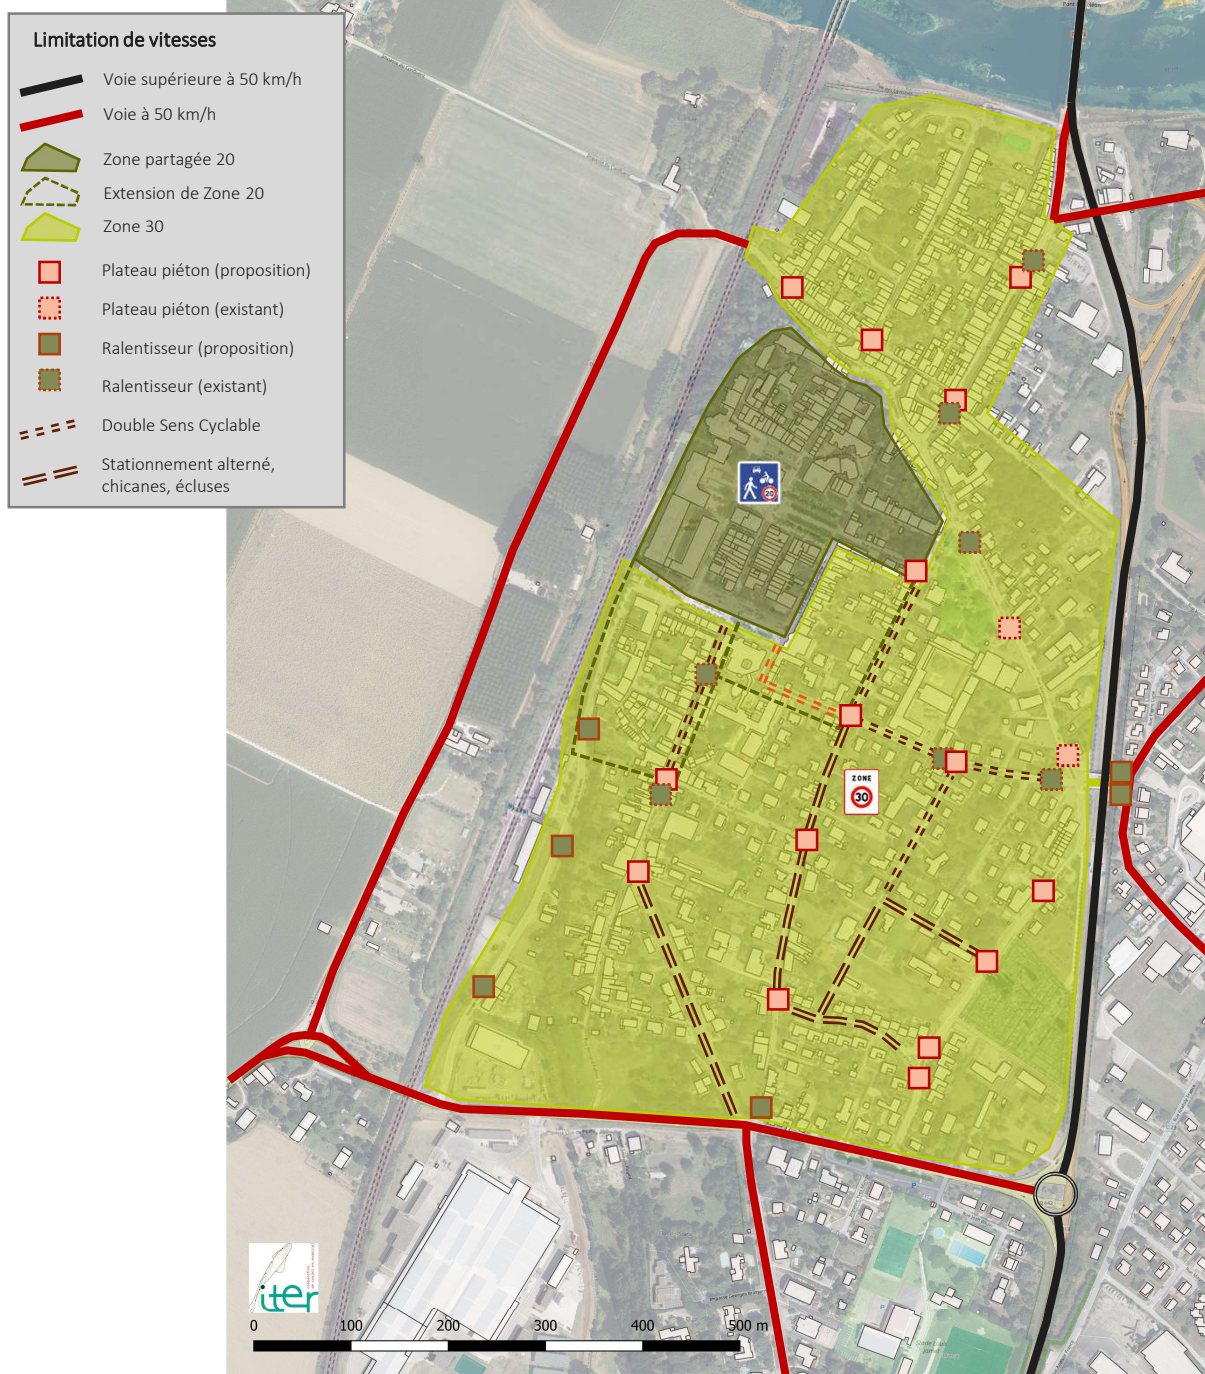 Limitation de vitesses
Voie supérieure à 50 km/h
Voie à 50 km/h
Zone partagée 20
Extension de Zone 20
Zone 30
Plateau piéton (proposition)
Plateau piéton (existant)
Ralentisseur (proposition)
Ralentisseur (existant)
Double Sens Cyclable
Stationnement alterné,
chicanes, écluses
20
ZONE
30
P
iter
0 100 200 300 400 500 m